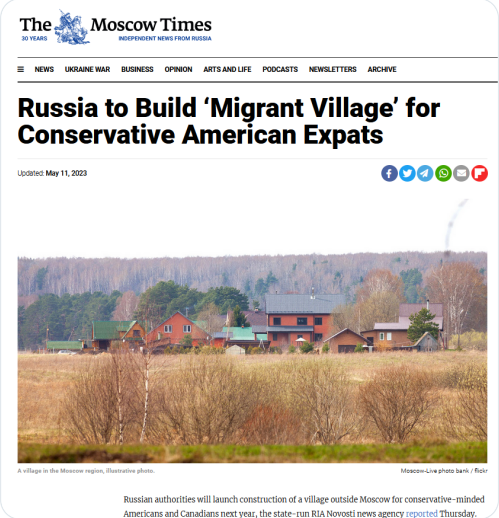 The Moscow Times
30 YEARS INDEPENDENT NEWS FROM RUSSIA
NEWS UKRAINE WAR BUSINESS OPINION ARTS AND LIFE PODCASTS NEWSLETTERS ARCHIVE
Russia to Build ‘Migrant Village’ for
Conservative American Expats
Updated: May 11, 2023
A village in the Moscow region, illustrative photo. Moscow-Live photo bank / flickr
Russian authorities will launch construction of a village outside Moscow for conservative-minded
Americans and Canadians next year, the state-run RIA Novosti news agency reported Thursday.